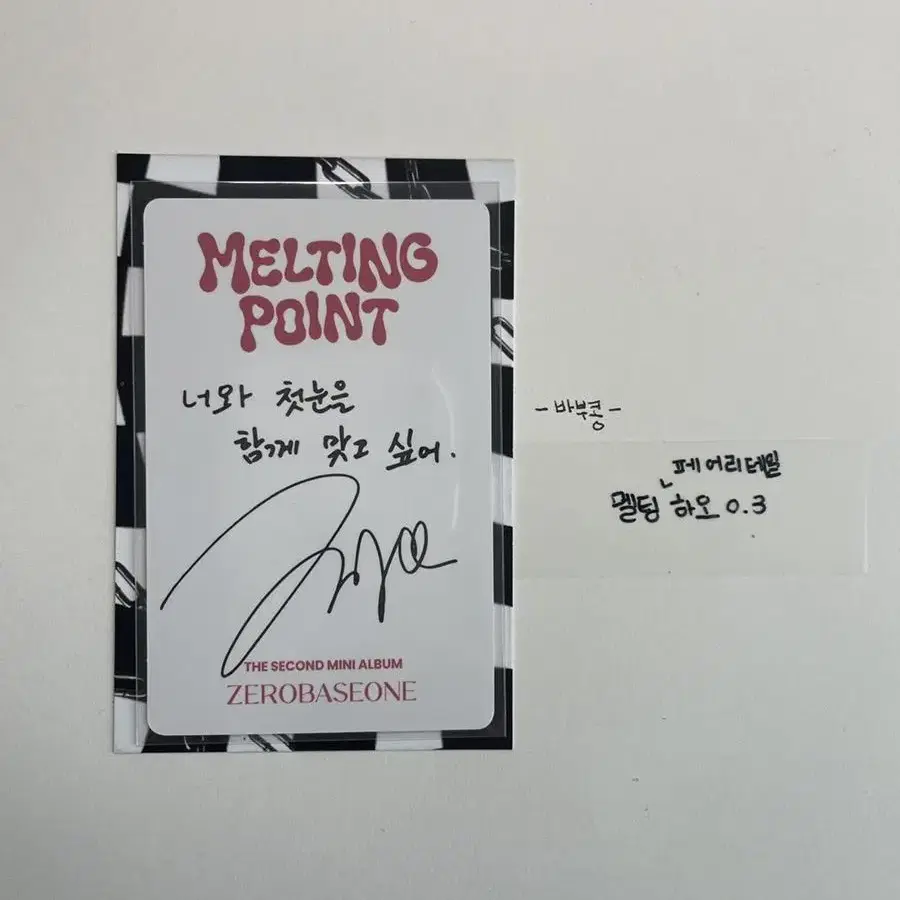 MELTING
POINT
너와 첫눈을
함께 맞고 싶어.
THE SECOND MINI ALBUM
ZEROBASEONE
-바부콩-
페어리테일
멜팅 하오 0.3